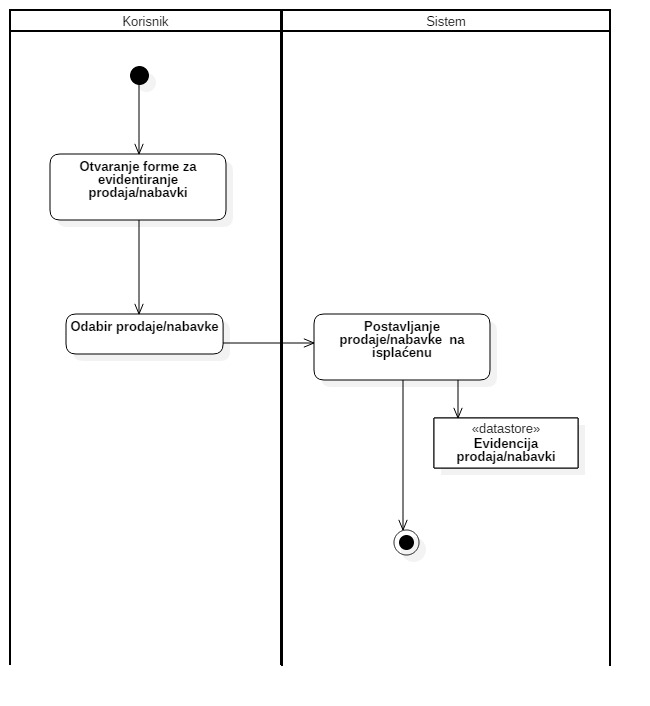 Korisnik
Sistem
Otvaranje forme za
evidentiranje
prodaja/nabavki
Odabir prodaje/nabavke
Postavljanje
prodaje/nabavke  na
isplaćenu
«datastore»
Evidencija
prodaja/nabavki